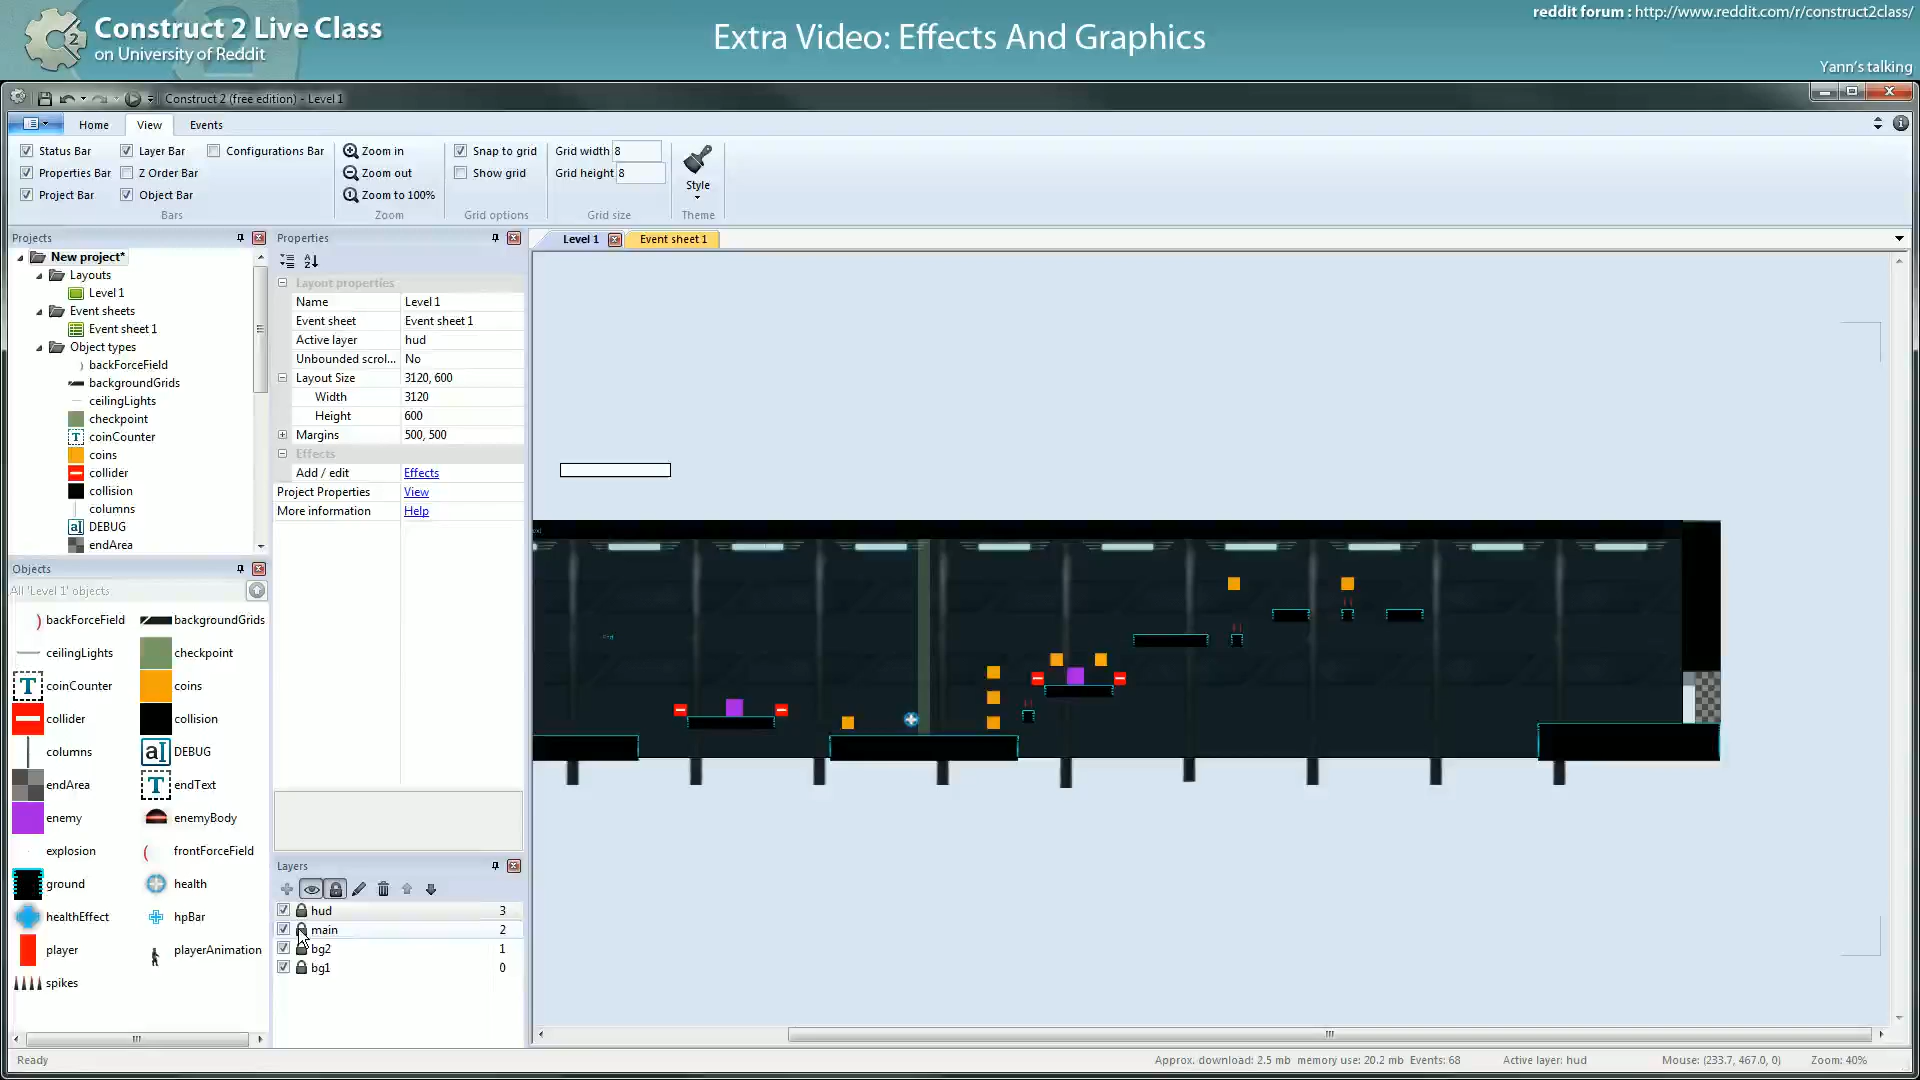 Construct 2 Live Class
on University of Reddit
Extra Video: Effects And Graphics
reddit forum : http://www.reddit.com/r/construct2class/
Yann's talking
Construct 2 (free edition) - Level 1
Home View Events
Status Bar Layer Bar Configurations Bar
Properties Bar Z Order Bar
Project Bar Object Bar
Bars
Zoom in
Zoom out
Zoom to 100%
Zoom
Snap to grid
Show grid
Grid options
Grid width 8
Grid height 8
Grid size
Style
Theme
Projects
New project*
Layouts
Level 1
Event sheets
Event sheet 1
Object types
backForceField
backgroundGrids
ceilingLights
checkpoint
coinCounter
coins
collider
collision
columns
DEBUG
endArea
Objects
All 'Level 1' objects
backForceField backgroundGrids
ceilingLights checkpoint
coinCounter coins
collider collision
columns DEBUG
endArea endText
enemy enemyBody
explosion frontForceField
ground health
healthEffect hpBar
player playerAnimation
spikes
Properties
Layout properties
Name Level 1
Event sheet Event sheet 1
Active layer hud
Unbounded scrol... No
Layout Size 3120, 600
Width 3120
Height 600
Margins 500, 500
Effects
Add / edit Effects
Project Properties View
More information Help
Layers
hud 3
main 2
bg2 1
bg1 0
Level 1 Event sheet 1
Ready
Approx. download: 2.5 mb memory use: 20.2 mb Events: 68 Active layer: hud Mouse: (233.7, 467.0, 0) Zoom: 40%